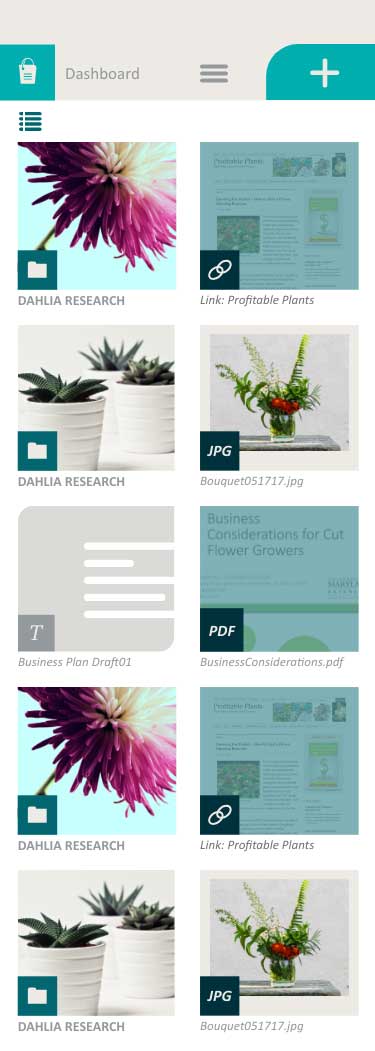 Dashboard
Profitable Plants
DAHLIA RESEARCH
Link: Profitable Plants
JPG
DAHLIA RESEARCH
Bouquet051717.jpg
Business
Considerations for Cut
Flower Growers
T
PDF
Business Plan Draft01
BusinessConsiderations.pdf
Profitable Plants
DAHLIA RESEARCH
Link: Profitable Plants
JPG
DAHLIA RESEARCH
Bouquet051717.jpg